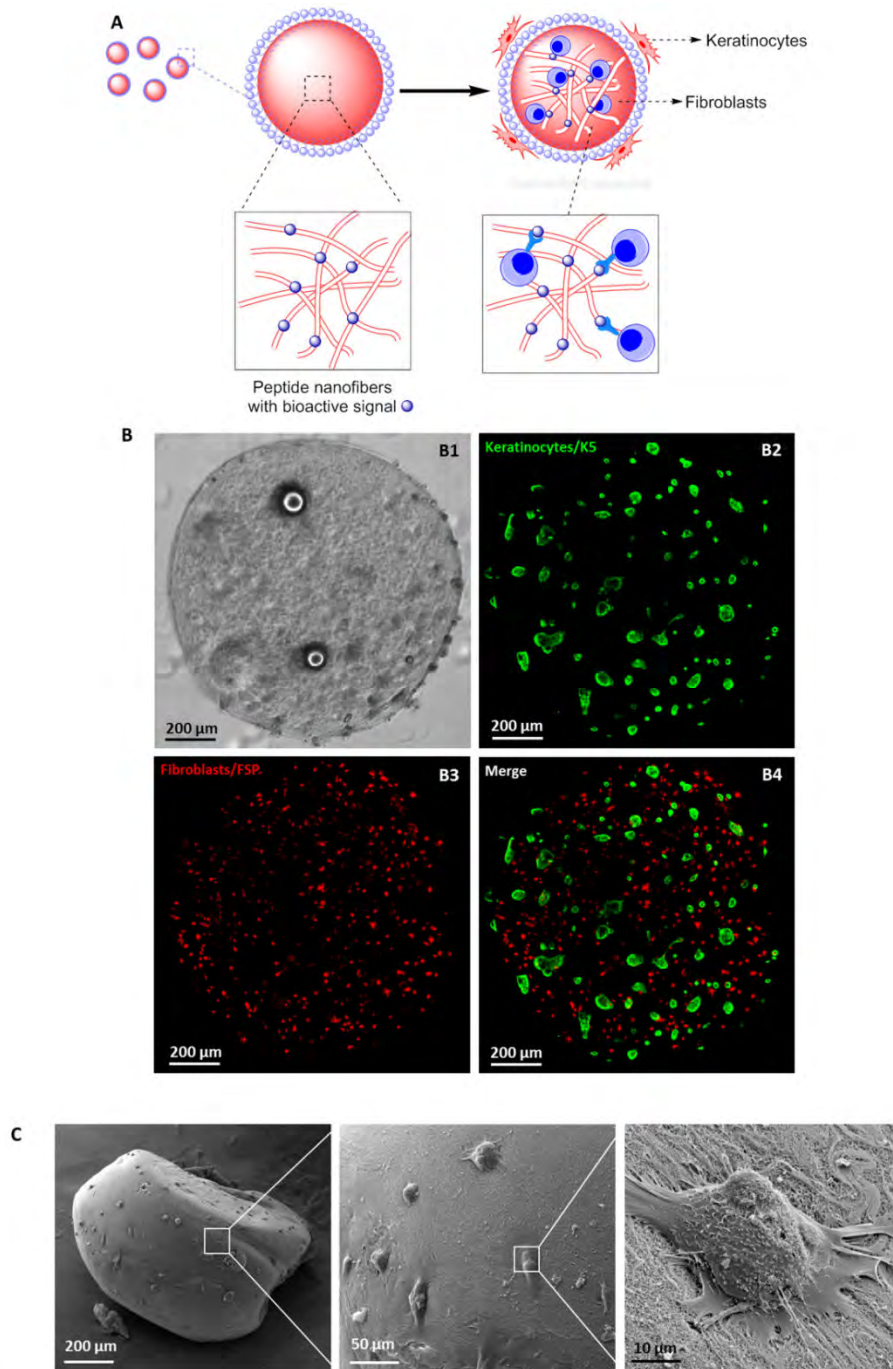 A
Keratinocytes
Fibroblasts
Peptide nanofibers
with bioactive signal
B
B1
200 µm
Keratinocytes/K5
B2
200 µm
Fibroblasts/FSP
B3
200 µm
Merge
B4
200 µm
C
200 µm
50 µm
10 µm